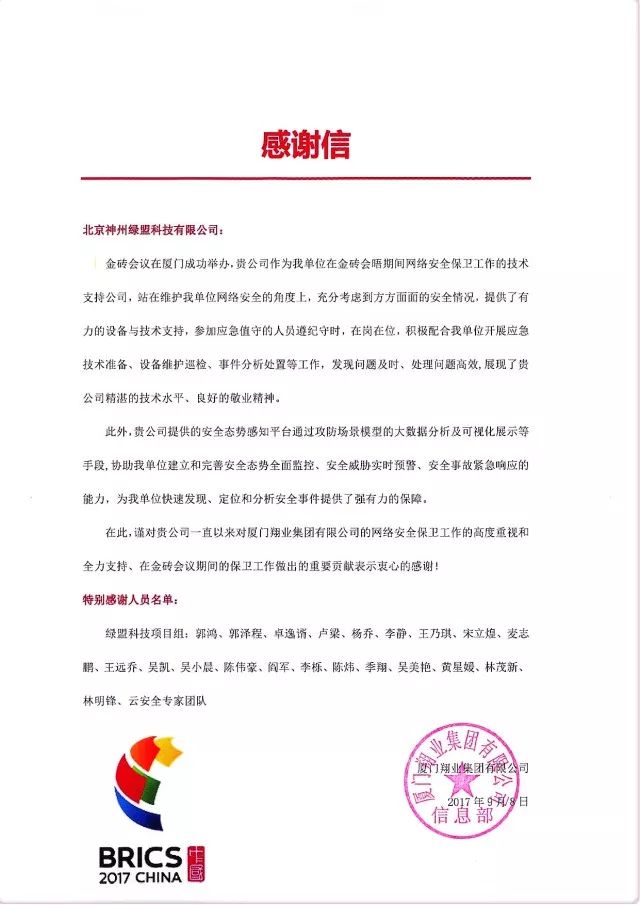 感谢信
北京神州绿盟科技有限公司：
金砖会议在厦门成功举办，贵公司作为我单位在金砖会晤期间网络安全保卫工作的技术
支持公司，站在维护我单位网络安全的角度上，充分考虑到方方面面的安全情况，提供了有
力的设备与技术支持，参加应急值守的人员遵纪守时，在岗在位，积极配合我单位开展应急
技术准备、设备维护巡检、事件分析处置等工作，发现问题及时、处理问题高效,展现了贵
公司精湛的技术水平、良好的敬业精神。
此外，贵公司提供的安全态势感知平台通过攻防场景模型的大数据分析及可视化展示等
手段,协助我单位建立和完善安全态势全面监控、安全威胁实时预警、安全事故紧急响应的
能力，为我单位快速发现、定位和分析安全事件提供了强有力的保障。
在此，谨对贵公司一直以来对厦门翔业集团有限公司的网络安全保卫工作的高度重视和
全力支持、在金砖会议期间的保卫工作做出的重要贡献表示衷心的感谢!
特别感谢人员名单：
绿盟科技项目组：郭鸿、郭泽程、卓逸谞、卢梁、杨乔、李静、王乃琪、宋立煌、麦志
鹏、王远乔、吴凯、吴小晨、陈伟豪、阎军、李栎、陈炜、季翔、吴美艳、黄星嫚、林茂新、
林明锋、云安全专家团队
厦门翔业集团有限公司
2017年9月8日
厦门翔业集团有限公司
信息部
BRICS
2017 CHINA
中国